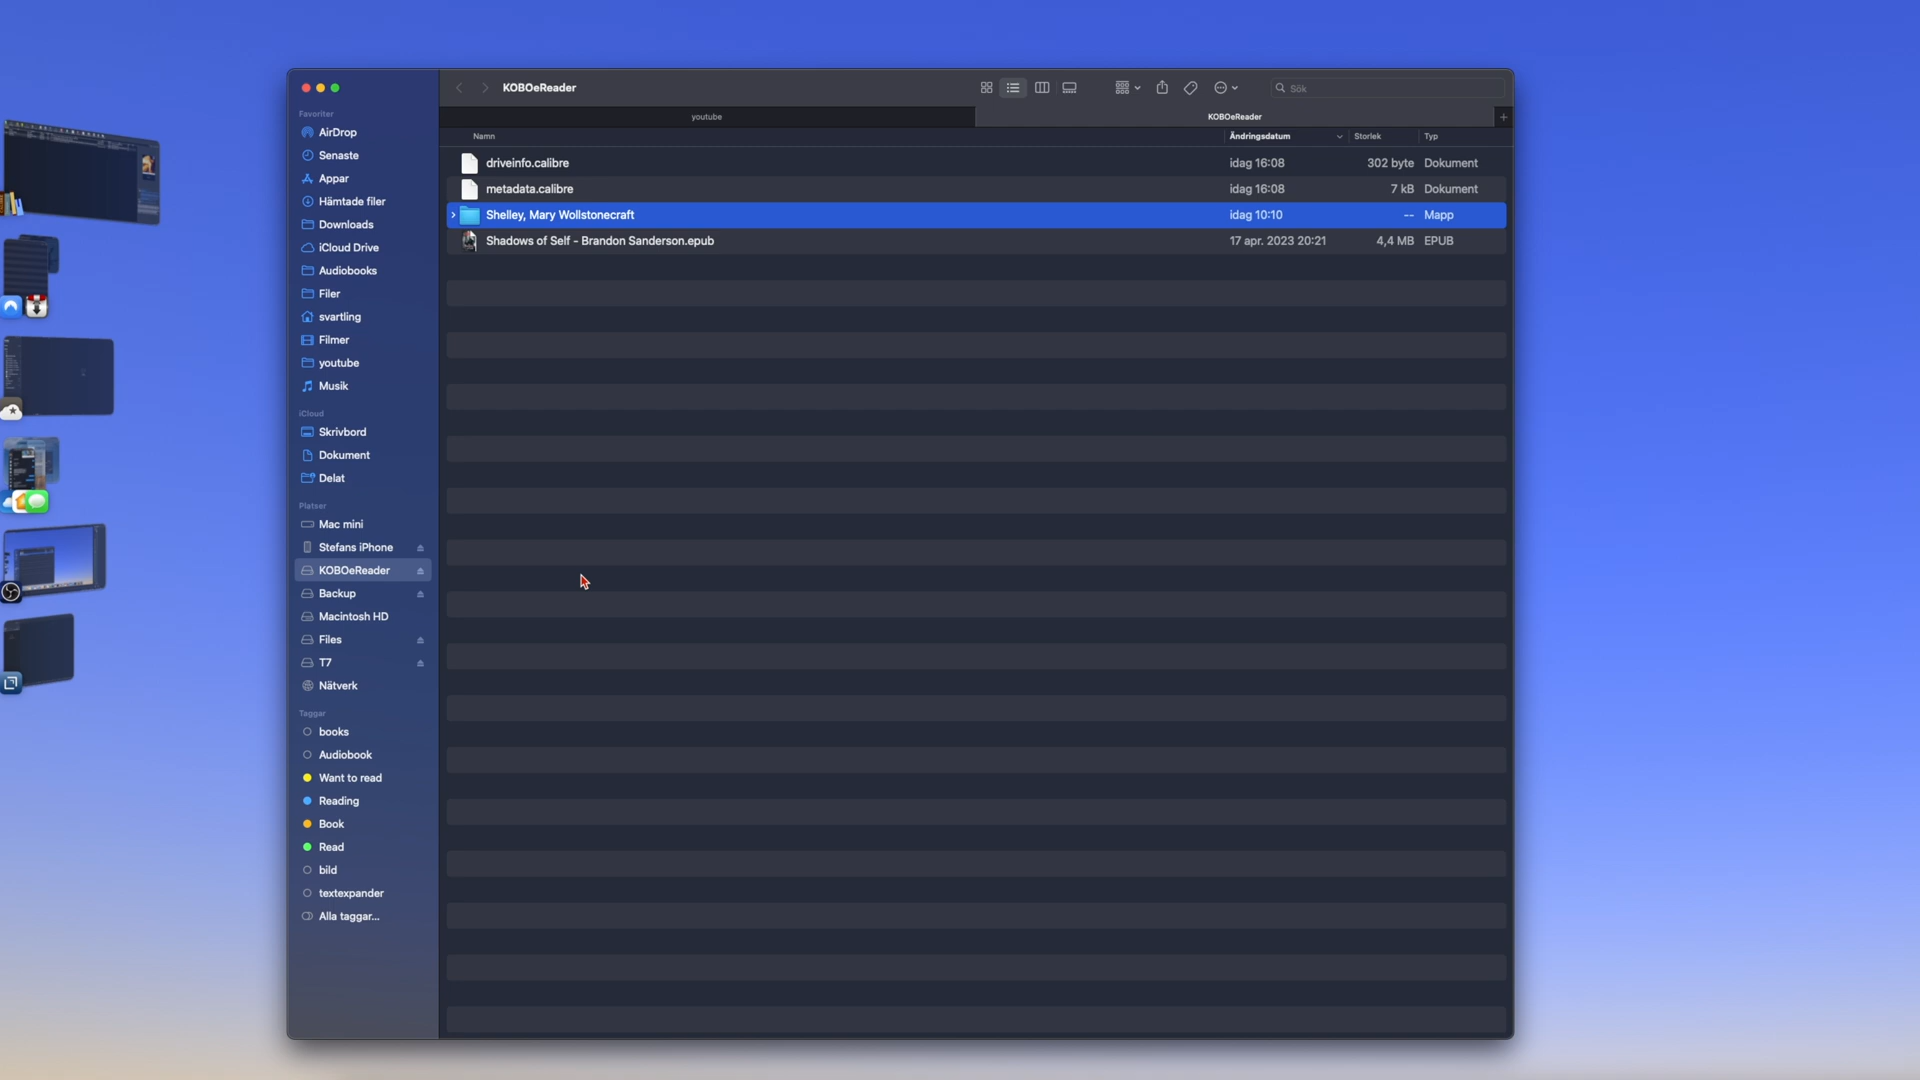 KOBOeReader
Sök
youtube
KOBOeReader
Favoriter
AirDrop
Senaste
Appar
Hämtade filer
Downloads
iCloud Drive
Audiobooks
Filer
svartling
Filmer
youtube
Musik
iCloud
Skrivbord
Dokument
Delat
Platser
Mac mini
Stefans iPhone
KOBOeReader
Backup
Macintosh HD
Files
T7
Nätverk
Taggar
books
Audiobook
Want to read
Reading
Book
Read
bild
textexpander
Alla taggar...
Namn Ändringsdatum Storlek Typ
driveinfo.calibre idag 16:08 302 byte Dokument
metadata.calibre idag 16:08 7 kB Dokument
Shelley, Mary Wollstonecraft idag 10:10 -- Mapp
Shadows of Self - Brandon Sanderson.epub 17 apr. 2023 20:21 4,4 MB EPUB